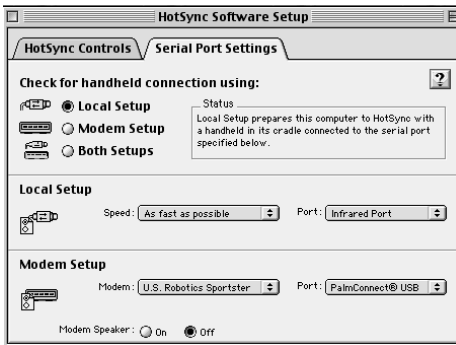 HotSync Software Setup
HotSync Controls
Serial Port Settings
Check for handheld connection using:
?
Local Setup
Modem Setup
Both Setups
Status
Local Setup prepares this computer to HotSync with
a handheld in its cradle connected to the serial port
specified below.
Local Setup
Speed: As fast as possible
Port: Infrared Port
Modem Setup
Modem: U.S. Robotics Sportster
Port: PalmConnect® USB
Modem Speaker: On Off